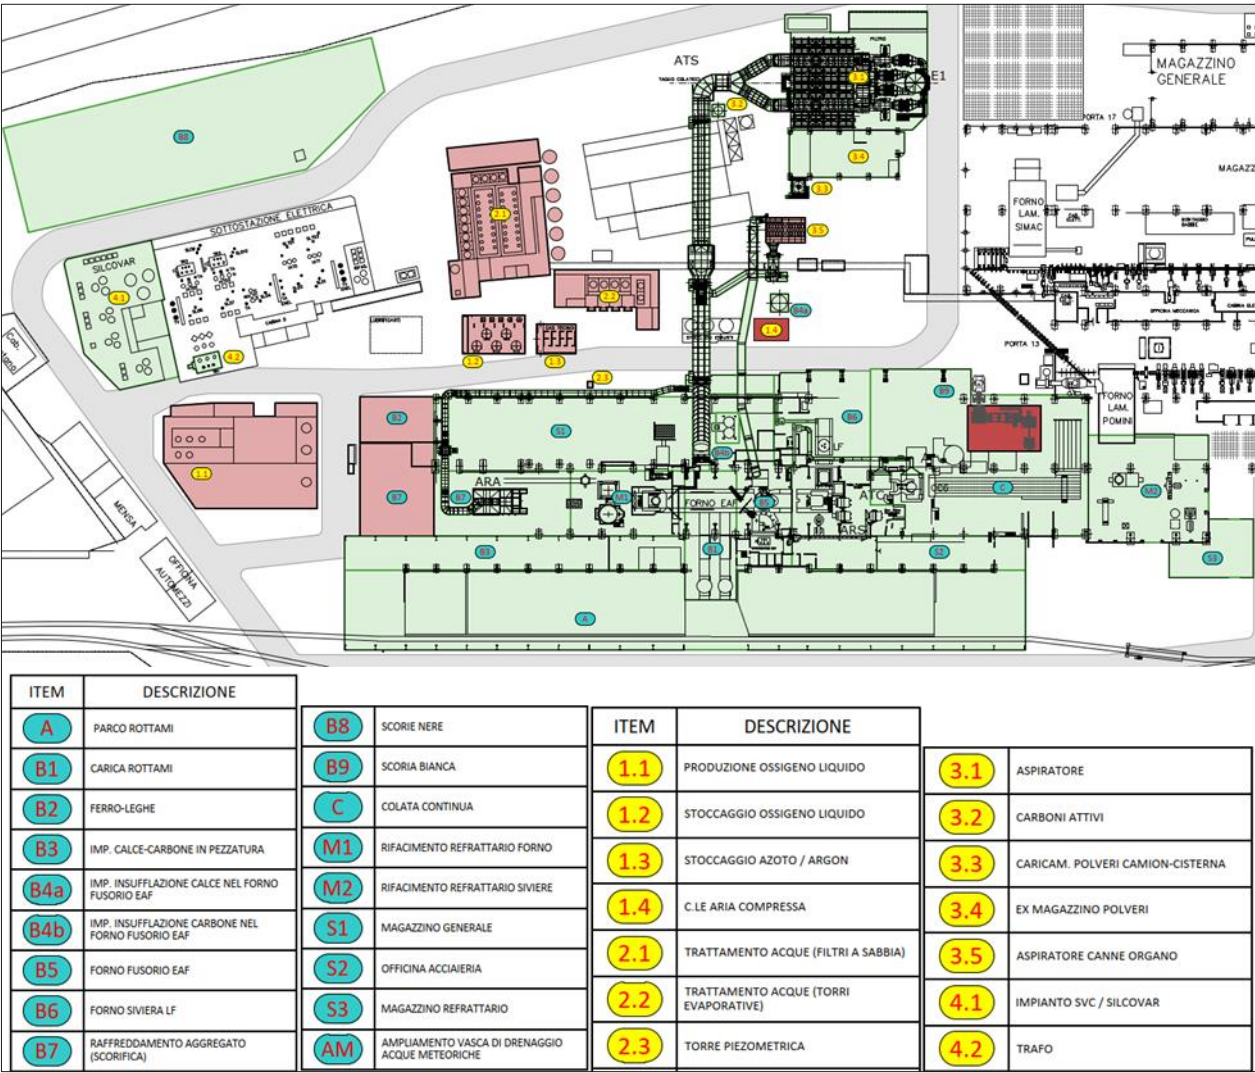 ATS
3.1
E1
3.2
MAGAZZINO
GENERALE
PORTA 17
B8
3.4
MAGAZZ
3.3
2.1
FORNO
LAM.
SIMAC
SOTTOSTAZIONE ELETTRICA
3.5
SILCOVAR
4.1
2.2
B4a
1.4
OFFICINA MECCANICA
CABINA D
LUBRIFICANTI
1.2
1.3
PORTA 13
4.2
2.3
B9
FORNO
LAM.
POMINI
B2
S1
B6
LF
B4b
1.1
ARA
B7
B7
M1
FORNO EAF
B5
ATC
C
M2
MENSA
ARS
B3
B1
S2
S3
OFFICINA
AUTOMEZZI
A
ITEM DESCRIZIONE
A PARCO ROTTAMI
B1 CARICA ROTTAMI
B2 FERRO-LEGHE
B3 IMP. CALCE-CARBONE IN PEZZATURA
B4a IMP. INSUFFLAZIONE CALCE NEL FORNO
FUSORIO EAF
B4b IMP. INSUFFLAZIONE CARBONE NEL
FORNO FUSORIO EAF
B5 FORNO FUSORIO EAF
B6 FORNO SIVIERA LF
B7 RAFFREDDAMENTO AGGREGATO
(SCORIFICA)
B8 SCORIE NERE
B9 SCORIA BIANCA
C COLATA CONTINUA
M1 RIFACIMENTO REFRATTARIO FORNO
M2 RIFACIMENTO REFRATTARIO SIVIERE
S1 MAGAZZINO GENERALE
S2 OFFICINA ACCIAIERIA
S3 MAGAZZINO REFRATTARIO
AM AMPLIAMENTO VASCA DI DRENAGGIO
ACQUE METEORICHE
ITEM DESCRIZIONE
1.1 PRODUZIONE OSSIGENO LIQUIDO
1.2 STOCCAGGIO OSSIGENO LIQUIDO
1.3 STOCCAGGIO AZOTO / ARGON
1.4 C.LE ARIA COMPRESSA
2.1 TRATTAMENTO ACQUE (FILTRI A SABBIA)
2.2 TRATTAMENTO ACQUE (TORRI
EVAPORATIVE)
2.3 TORRE PIEZOMETRICA
3.1 ASPIRATORE
3.2 CARBONI ATTIVI
3.3 CARICAM. POLVERI CAMION-CISTERNA
3.4 EX MAGAZZINO POLVERI
3.5 ASPIRATORE CANNE ORGANO
4.1 IMPIANTO SVC / SILCOVAR
4.2 TRAFO